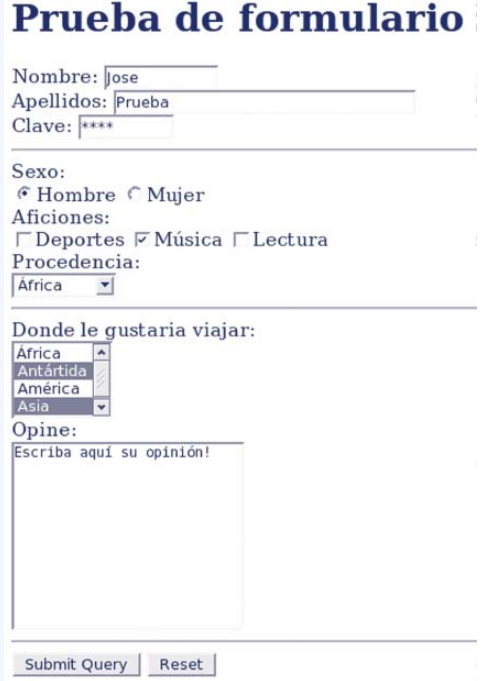 Prueba de formulario
Nombre: Jose
Apellidos: Prueba
Clave: ****
Sexo:
Hombre Mujer
Aficiones:
Deportes Música Lectura
Procedencia:
África
Donde le gustaria viajar:
África
Antártida
América
Asia
Opine:
Escriba aquí su opinión!
Submit Query Reset